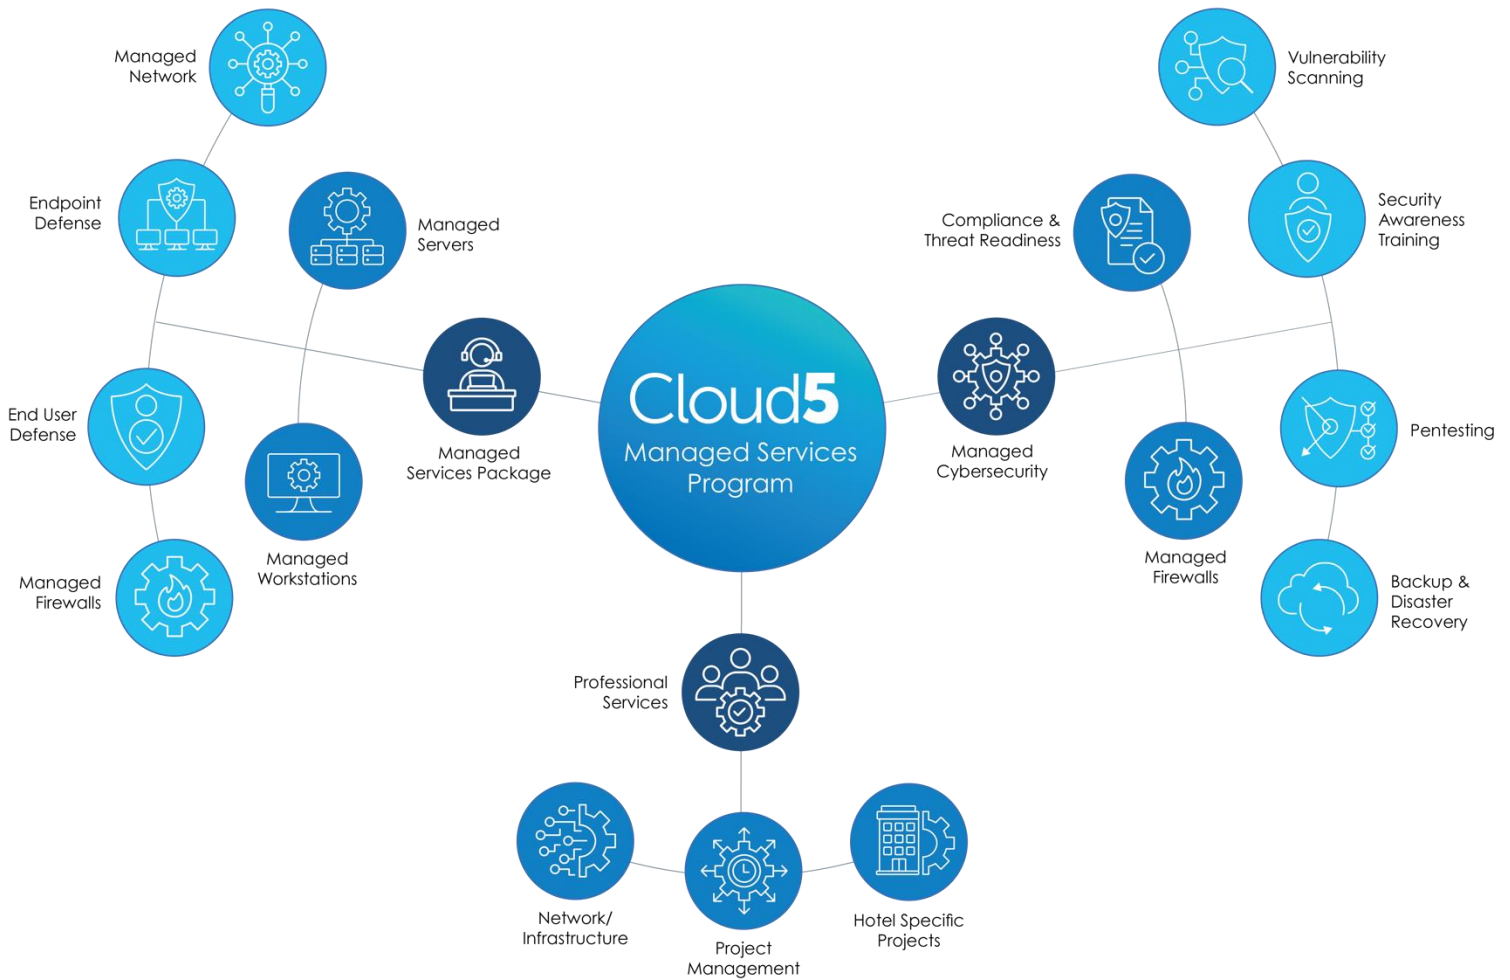 Managed
Network
Endpoint
Defense
End User
Defense
Managed
Firewalls
Managed
Servers
Managed
Workstations
Managed
Services Package
Cloud5
Managed Services
Program
Managed
Cybersecurity
Compliance &
Threat Readiness
Managed
Firewalls
Vulnerability
Scanning
Security
Awareness
Training
Pentesting
Backup &
Disaster
Recovery
Professional
Services
Network/
Infrastructure
Project
Management
Hotel Specific
Projects